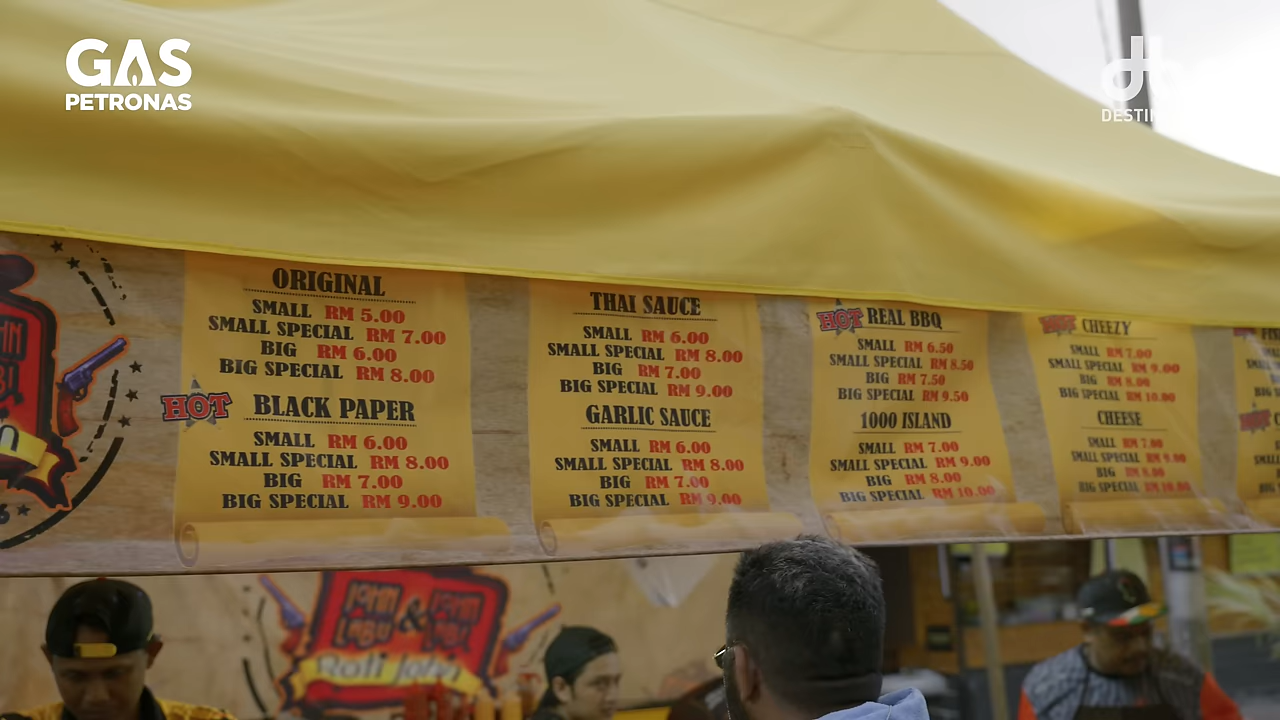 GAS
PETRONAS
ORIGINAL
SMALL RM 5.00
SMALL SPECIAL RM 7.00
BIG RM 6.00
BIG SPECIAL RM 8.00
HOT BLACK PAPER
SMALL RM 6.00
SMALL SPECIAL RM 8.00
BIG RM 7.00
BIG SPECIAL RM 9.00
THAI SAUCE
SMALL RM 6.00
SMALL SPECIAL RM 8.00
BIG RM 7.00
BIG SPECIAL RM 9.00
GARLIC SAUCE
SMALL RM 6.00
SMALL SPECIAL RM 8.00
BIG RM 7.00
BIG SPECIAL RM 9.00
HOT REAL BBQ
SMALL RM 6.50
SMALL SPECIAL RM 8.50
BIG RM 7.50
BIG SPECIAL RM 9.50
1000 ISLAND
SMALL RM 7.00
SMALL SPECIAL RM 9.00
BIG RM 8.00
BIG SPECIAL RM 10.00
HOT CHEEZY
SMALL RM 7.00
SMALL SPECIAL RM 9.00
BIG RM 8.00
BIG SPECIAL RM 10.00
CHEESE
SMALL RM 7.00
SMALL SPECIAL RM 9.00
BIG RM 8.00
BIG SPECIAL RM 10.00
JOHN & JOHN
LABU & LABI
Roti John